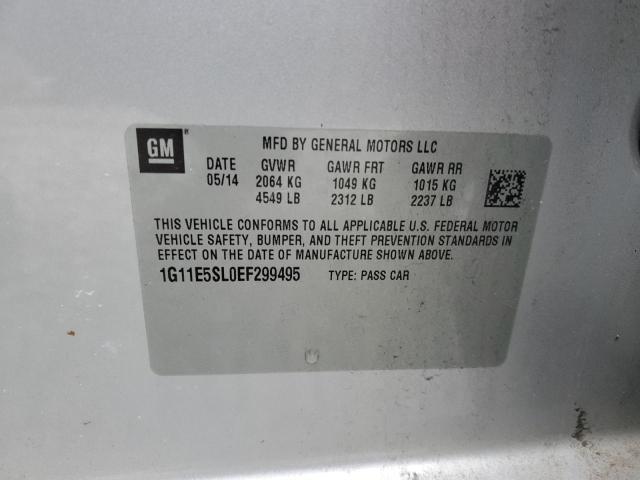 GM
MFD BY GENERAL MOTORS LLC
DATE GVWR GAWR FRT GAWR RR
05/14 2064 KG 1049 KG 1015 KG
4549 LB 2312 LB 2237 LB
THIS VEHICLE CONFORMS TO ALL APPLICABLE U.S. FEDERAL MOTOR
VEHICLE SAFETY, BUMPER, AND THEFT PREVENTION STANDARDS IN
EFFECT ON THE DATE OF MANUFACTURE SHOWN ABOVE.
1G11E5SL0EF299495 TYPE: PASS CAR